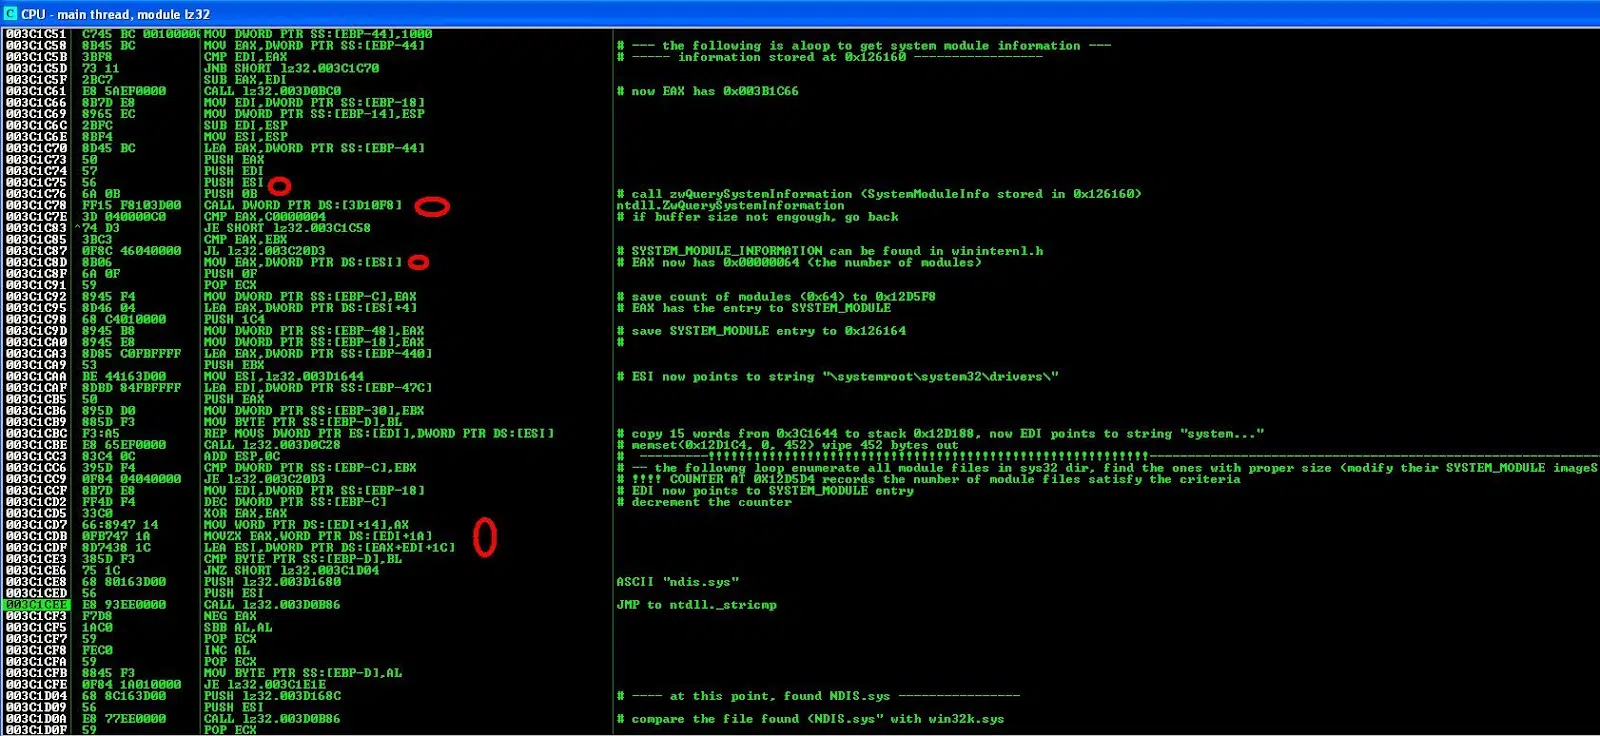 CPU - main thread, module lz32
003C1C51 C745 BC 00100000 MOV DWORD PTR SS:[EBP-44],1000
003C1C58 8B45 BC MOV EAX,DWORD PTR SS:[EBP-44] # --- the following is aloop to get system module information ---
003C1C5B 3BF8 CMP EDI,EAX # ----- information stored at 0x126160 -----------------
003C1C5D 73 11 JNB SHORT lz32.003C1C70
003C1C5F 2BC7 SUB EAX,EDI
003C1C61 E8 5AEF0000 CALL lz32.003D0BC0 # now EAX has 0x003B1C66
003C1C66 8B7D E8 MOV EDI,DWORD PTR SS:[EBP-18]
003C1C69 8965 EC MOV DWORD PTR SS:[EBP-14],ESP
003C1C6C 2BFC SUB EDI,ESP
003C1C6E 8BF4 MOV ESI,ESP
003C1C70 8D45 BC LEA EAX,DWORD PTR SS:[EBP-44]
003C1C73 50 PUSH EAX
003C1C74 57 PUSH EDI
003C1C75 56 PUSH ESI
003C1C76 6A 0B PUSH 0B # call zwQuerySystemInformation (SystemModuleInfo stored in 0x126160)
003C1C78 FF15 F8103D00 CALL DWORD PTR DS:[3D10F8] ntdll.ZwQuerySystemInformation
003C1C7E 3D 040000C0 CMP EAX,C0000004 # if buffer size not engough, go back
003C1C83 ^74 D3 JE SHORT lz32.003C1C58
003C1C85 3BC3 CMP EAX,EBX
003C1C87 0F8C 46040000 JL lz32.003C20D3 # SYSTEM_MODULE_INFORMATION can be found in wininternl.h
003C1C8D 8B06 MOV EAX,DWORD PTR DS:[ESI] # EAX now has 0x00000064 (the number of modules)
003C1C8F 6A 0F PUSH 0F
003C1C91 59 POP ECX
003C1C92 8945 F4 MOV DWORD PTR SS:[EBP-C],EAX # save count of modules (0x64) to 0x12D5F8
003C1C95 8D46 04 LEA EAX,DWORD PTR DS:[ESI+4] # EAX has the entry to SYSTEM_MODULE
003C1C98 68 C4010000 PUSH 1C4
003C1C9D 8945 B8 MOV DWORD PTR SS:[EBP-48],EAX # save SYSTEM_MODULE entry to 0x126164
003C1CA0 8945 E8 MOV DWORD PTR SS:[EBP-18],EAX #
003C1CA3 8D85 C0FBFFFF LEA EAX,DWORD PTR SS:[EBP-440]
003C1CA9 53 PUSH EBX
003C1CAA BE 44163D00 MOV ESI,lz32.003D1644 # ESI now points to string "\systemroot\system32\drivers\"
003C1CAF 8DBD 84FBFFFF LEA EDI,DWORD PTR SS:[EBP-47C]
003C1CB5 50 PUSH EAX
003C1CB6 895D D0 MOV DWORD PTR SS:[EBP-30],EBX
003C1CB9 885D F3 MOV BYTE PTR SS:[EBP-D],BL
003C1CBC F3:A5 REP MOVS DWORD PTR ES:[EDI],DWORD PTR DS:[ESI] # copy 15 words from 0x3C1644 to stack 0x12D188, now EDI points to string "system..."
003C1CBE E8 65EF0000 CALL lz32.003D0C28 # memset(0x12D1C4, 0, 452) wipe 452 bytes out
003C1CC3 83C4 0C ADD ESP,0C
003C1CC6 395D F4 CMP DWORD PTR SS:[EBP-C],EBX # -- the followng loop enumerate all module files in sys32 dir, find the ones with proper size (modify their SYSTEM_MODULE imageS
003C1CC9 0F84 04040000 JE lz32.003C20D3 # !!!! COUNTER AT 0X12D5D4 records the number of module files satisfy the criteria
003C1CCF 8B7D E8 MOV EDI,DWORD PTR SS:[EBP-18] # EDI now points to SYSTEM_MODULE entry
003C1CD2 FF4D F4 DEC DWORD PTR SS:[EBP-C] # decrement the counter
003C1CD5 33C0 XOR EAX,EAX
003C1CD7 66:8947 14 MOV WORD PTR DS:[EDI+14],AX
003C1CDB 0FB747 1A MOVZX EAX,WORD PTR DS:[EDI+1A]
003C1CDF 8D7438 1C LEA ESI,DWORD PTR DS:[EAX+EDI+1C]
003C1CE3 385D F3 CMP BYTE PTR SS:[EBP-D],BL
003C1CE6 75 1C JNZ SHORT lz32.003C1D04
003C1CE8 68 80163D00 PUSH lz32.003D1680 ASCII "ndis.sys"
003C1CED 56 PUSH ESI
003C1CEE E8 93EE0000 CALL lz32.003D0B86 JMP to ntdll._stricmp
003C1CF3 F7D8 NEG EAX
003C1CF5 1AC0 SBB AL,AL
003C1CF7 59 POP ECX
003C1CF8 FEC0 INC AL
003C1CFA 59 POP ECX
003C1CFB 8845 F3 MOV BYTE PTR SS:[EBP-D],AL
003C1CFE 0F84 1A010000 JE lz32.003C1E1E
003C1D04 68 8C163D00 PUSH lz32.003D168C # ---- at this point, found NDIS.sys ----------------
003C1D09 56 PUSH ESI
003C1D0A E8 77EE0000 CALL lz32.003D0B86 # compare the file found (NDIS.sys" with win32k.sys
003C1D0F 59 POP ECX